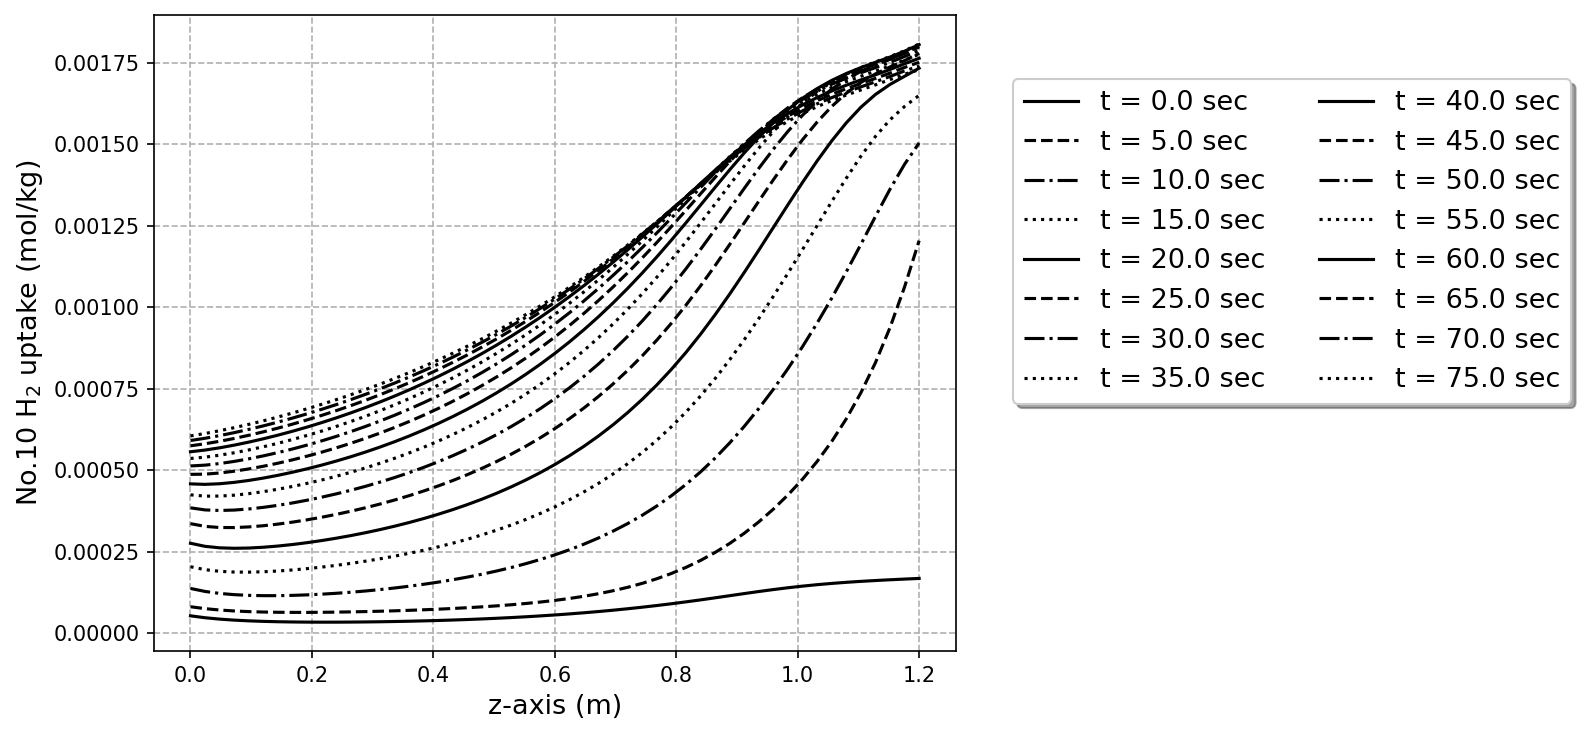 No.10 H₂ uptake (mol/kg)
0.00175
0.00150
0.00125
0.00100
0.00075
0.00050
0.00025
0.00000
0.0 0.2 0.4 0.6 0.8 1.0 1.2
z-axis (m)
t = 0.0 sec
t = 5.0 sec
t = 10.0 sec
t = 15.0 sec
t = 20.0 sec
t = 25.0 sec
t = 30.0 sec
t = 35.0 sec
t = 40.0 sec
t = 45.0 sec
t = 50.0 sec
t = 55.0 sec
t = 60.0 sec
t = 65.0 sec
t = 70.0 sec
t = 75.0 sec